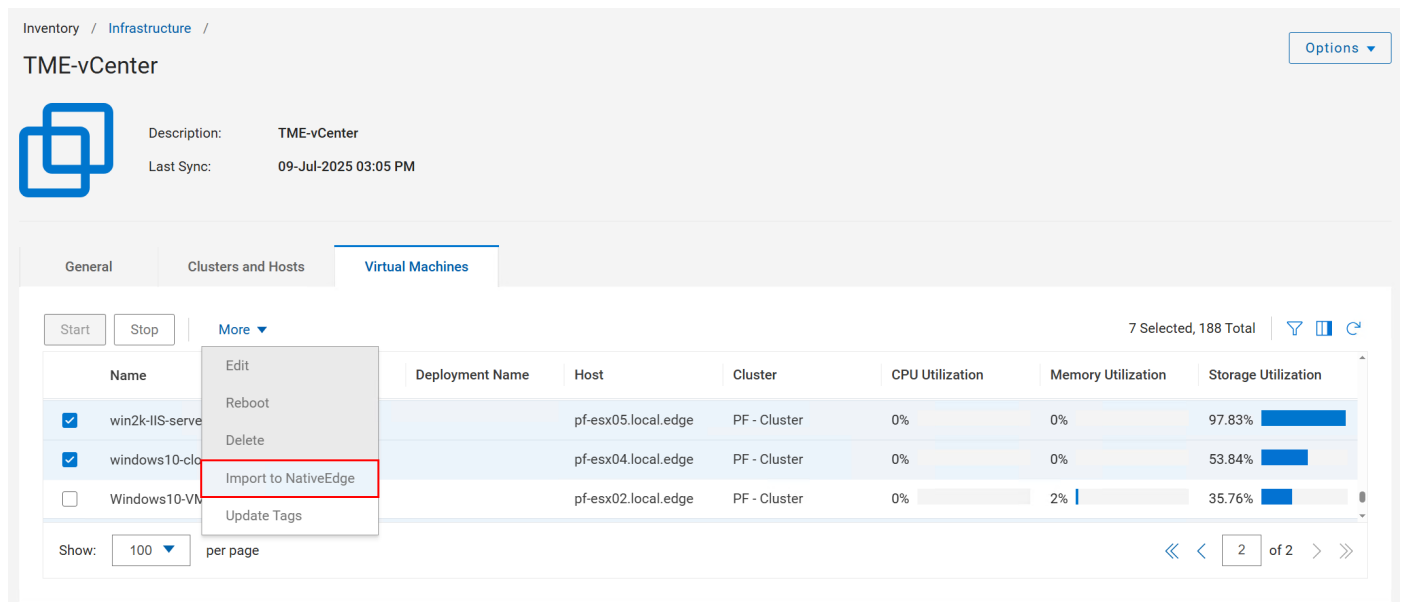 Inventory / Infrastructure /
Options
TME-vCenter
Description: TME-vCenter
Last Sync: 09-Jul-2025 03:05 PM
General Clusters and Hosts Virtual Machines
Start Stop More 7 Selected, 188 Total
Edit
Reboot
Delete
Import to NativeEdge
Update Tags
Name Deployment Name Host Cluster CPU Utilization Memory Utilization Storage Utilization
win2k-IIS-serve pf-esx05.local.edge PF - Cluster 0% 0% 97.83%
windows10-clo pf-esx04.local.edge PF - Cluster 0% 0% 53.84%
Windows10-VM pf-esx02.local.edge PF - Cluster 0% 2% 35.76%
Show: 100 per page 2 of 2